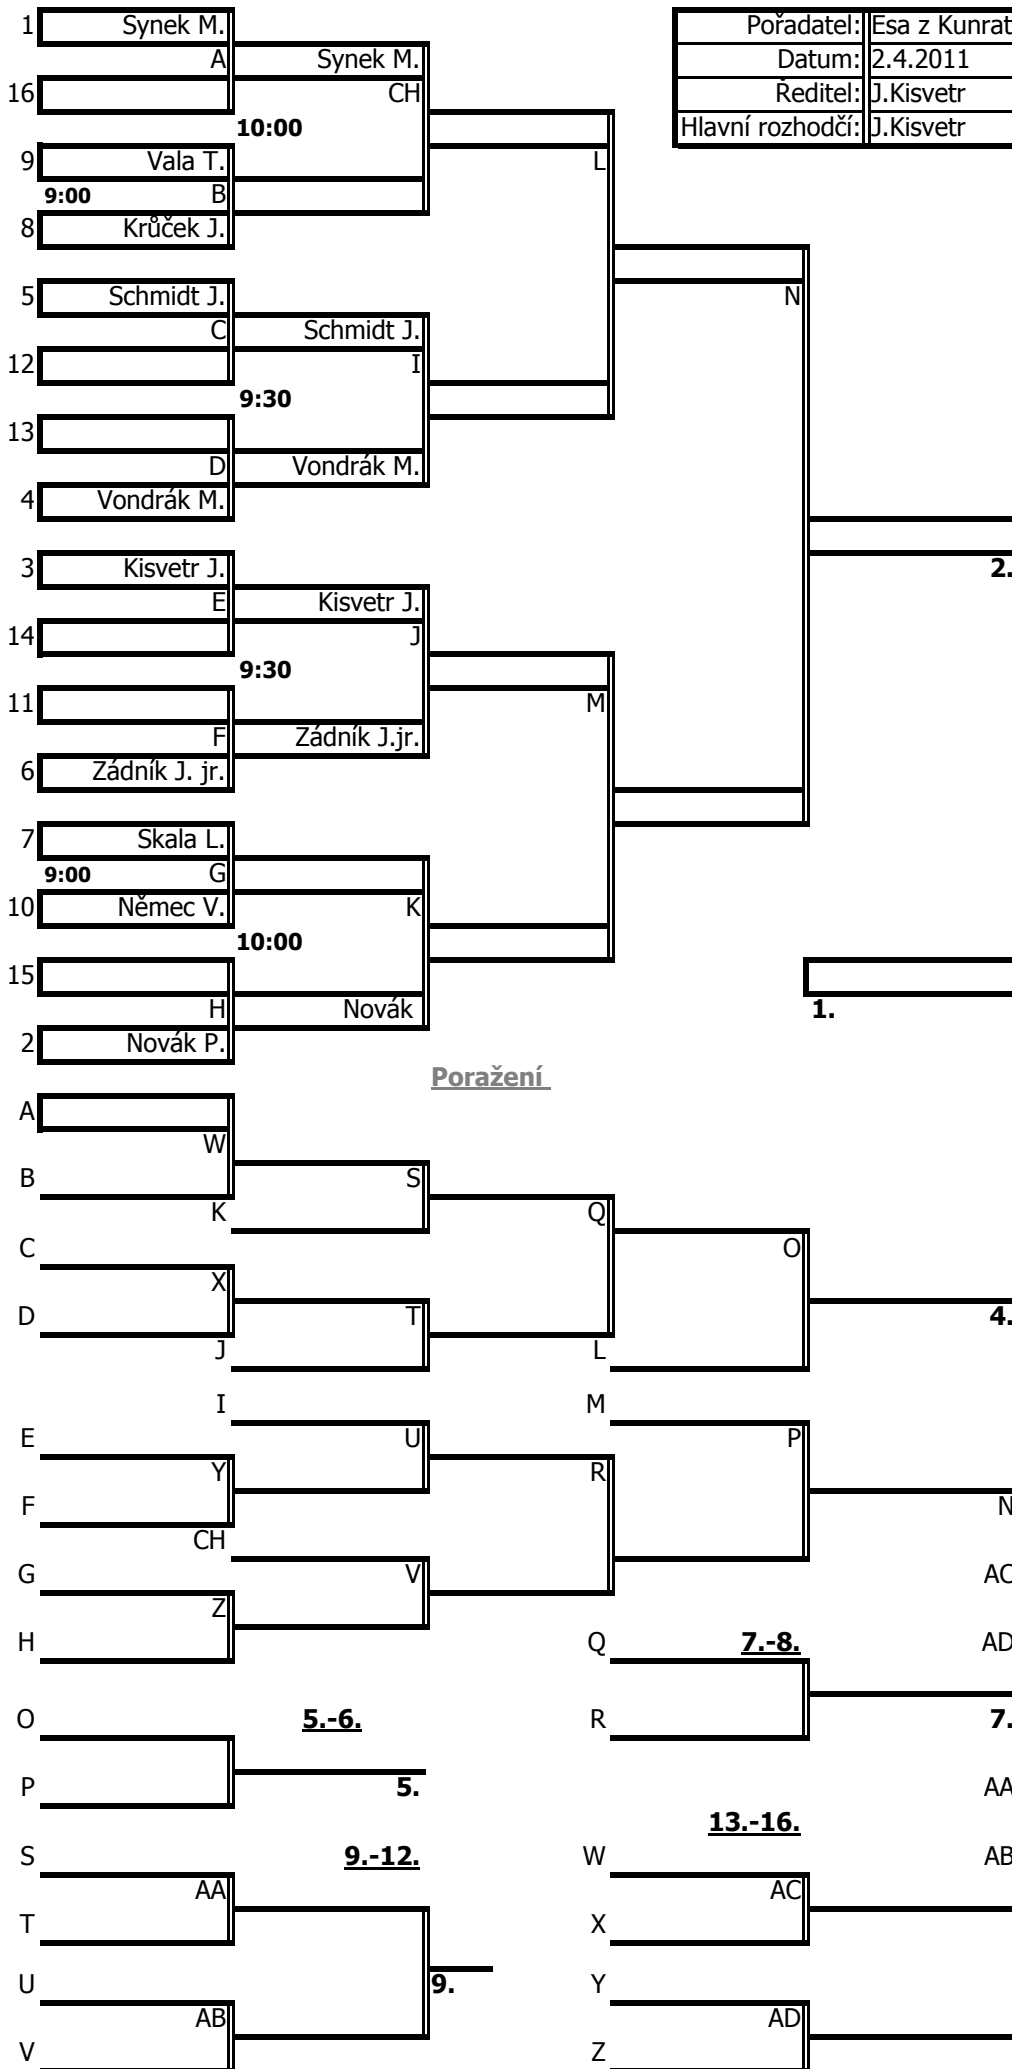 Pořadatel: Esa z Kunrat
Datum: 2.4.2011
Ředitel: J.Kisvetr
Hlavní rozhodčí: J.Kisvetr
1 Synek M.
A Synek M.
16 CH
10:00
9 Vala T. L
9:00 B
8 Krůček J.
5 Schmidt J. N
C Schmidt J.
12 I
9:30
13
D Vondrák M.
4 Vondrák M.
3 Kisvetr J. 2.
E Kisvetr J.
14 J
9:30
11 M
F Zádník J.jr.
6 Zádník J. jr.
7 Skala L.
9:00 G
10 Němec V. K
10:00
15
H Novák 1.
2 Novák P.
Poražení
A
W
B S
K Q
C O
X
D T 4.
J L
I M
E U P
Y R
F N
CH
G V AC
Z
H Q 7.-8. AD
O 5.-6. R 7.
P 5. AA
13.-16.
S 9.-12. W AB
AA AC
T X
U 9. Y
AB AD
V Z